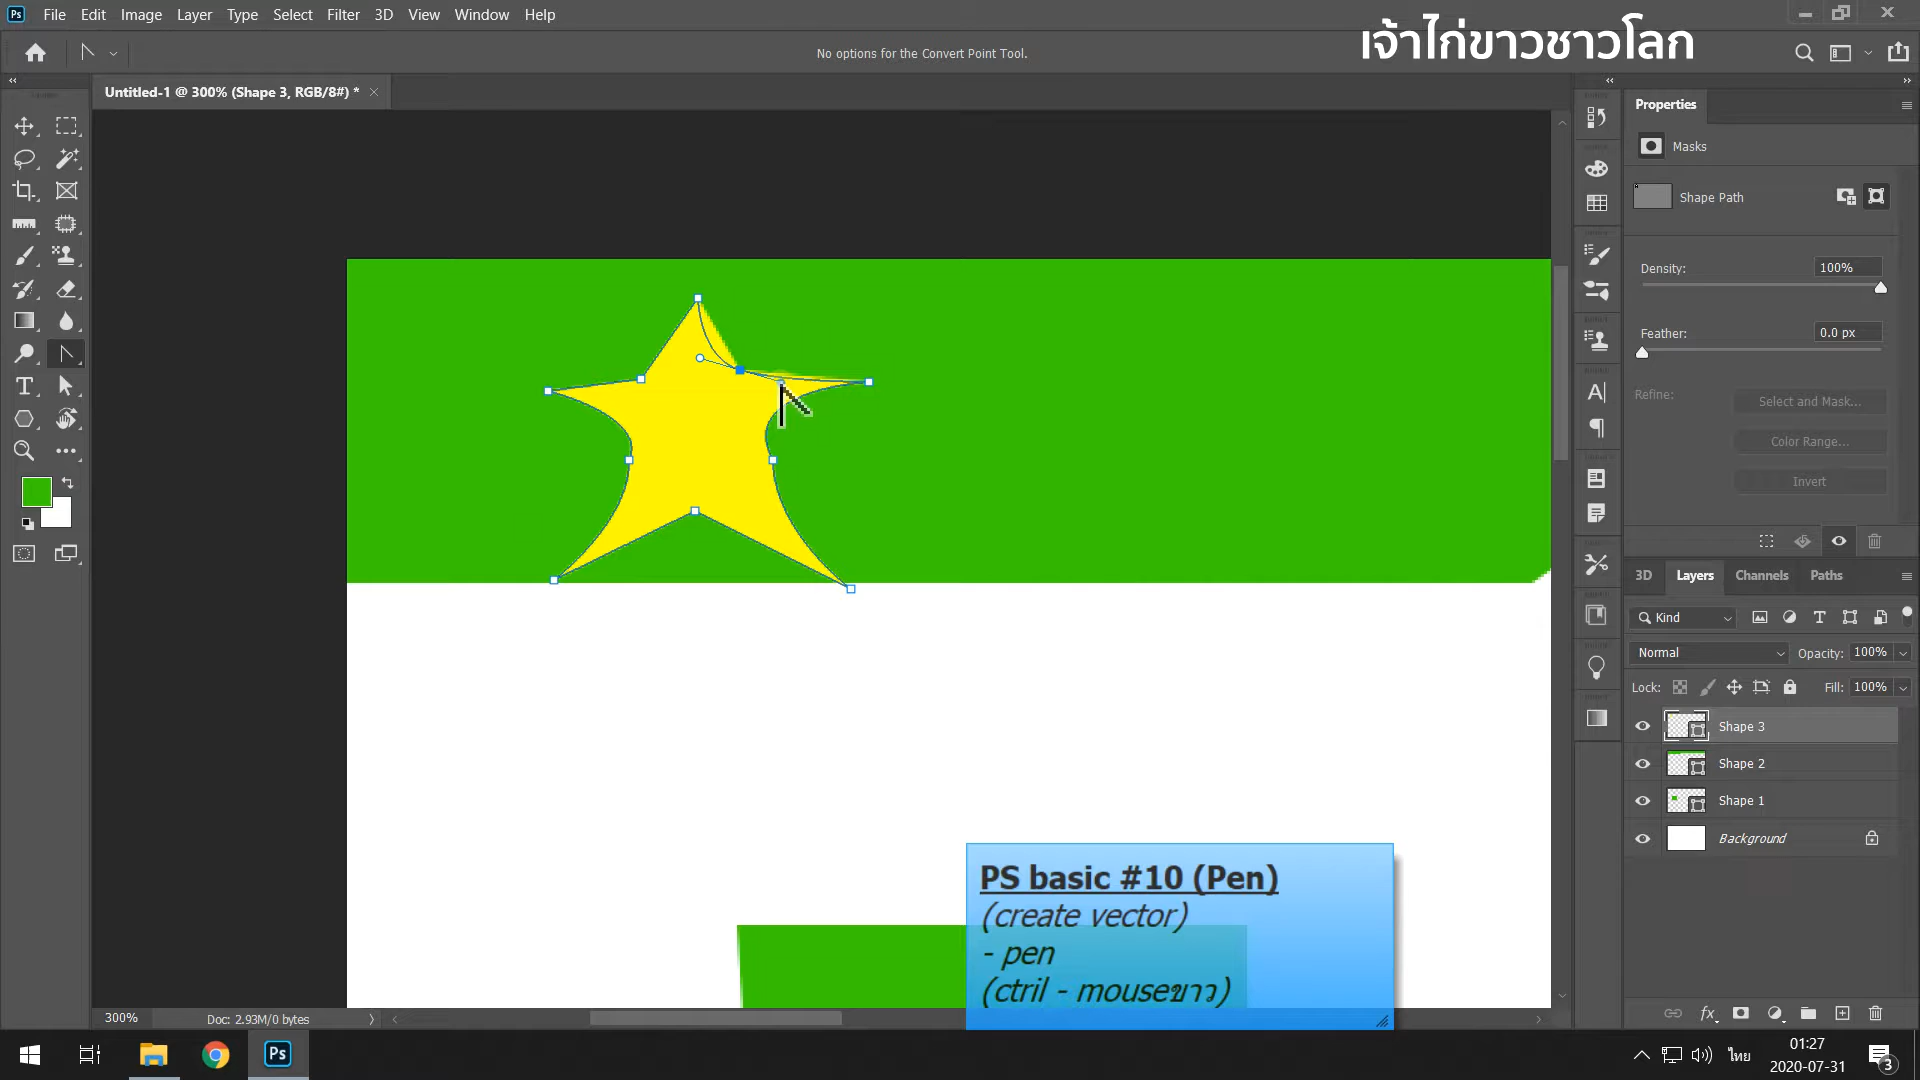 Ps File Edit Image Layer Type Select Filter 3D View Window Help
No options for the Convert Point Tool.
เจ้าไก่ขาวชาวโลก
Untitled-1 @ 300% (Shape 3, RGB/8#) *
Properties
Masks
Shape Path
Density: 100%
Feather: 0.0 px
Refine: Select and Mask...
Color Range...
Invert
3D Layers Channels Paths
Kind
Normal Opacity: 100%
Lock: Fill: 100%
Shape 3
Shape 2
Shape 1
Background
PS basic #10 (Pen)
(create vector)
- pen
(ctril - mouseขาว)
300% Doc: 2.93M/0 bytes
Ps
ไทย
01:27
2020-07-31
3